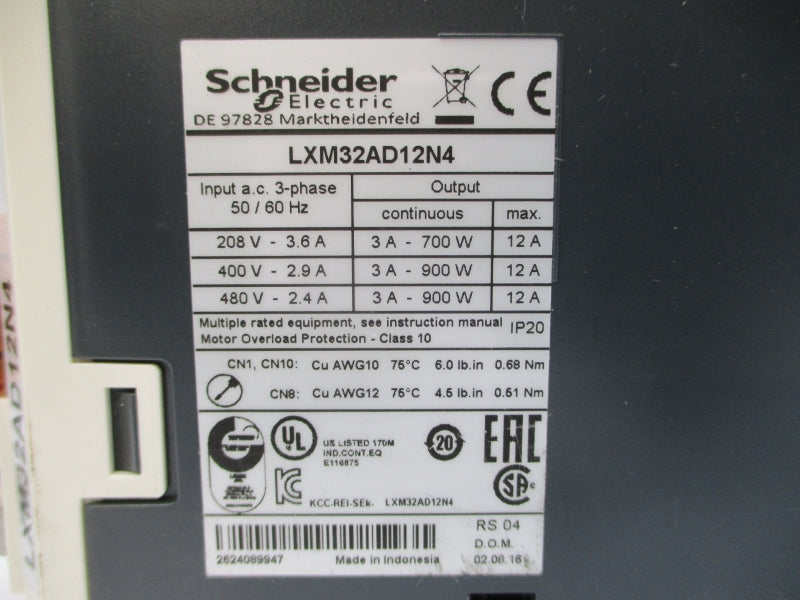 Schneider
Electric
DE 97828 Marktheidenfeld
CE
LXM32AD12N4
Input a.c. 3-phase
50 / 60 Hz
Output
continuous
max.
208 V - 3.6 A
3 A - 700 W
12 A
400 V - 2.9 A
3 A - 900 W
12 A
480 V - 2.4 A
3 A - 900 W
12 A
Multiple rated equipment, see instruction manual
Motor Overload Protection - Class 10
IP20
CN1, CN10: Cu AWG10 75°C 6.0 lb.in 0.68 Nm
CN8: Cu AWG12 75°C 4.5 lb.in 0.51 Nm
UL
US LISTED 170M
IND.CONT.EQ
E116875
20
EAC
KCC-REI-SEk- LXM32AD12N4
2624089947
Made in Indonesia
RS 04
D.O.M.
02.08.16
LXM32AD12N4